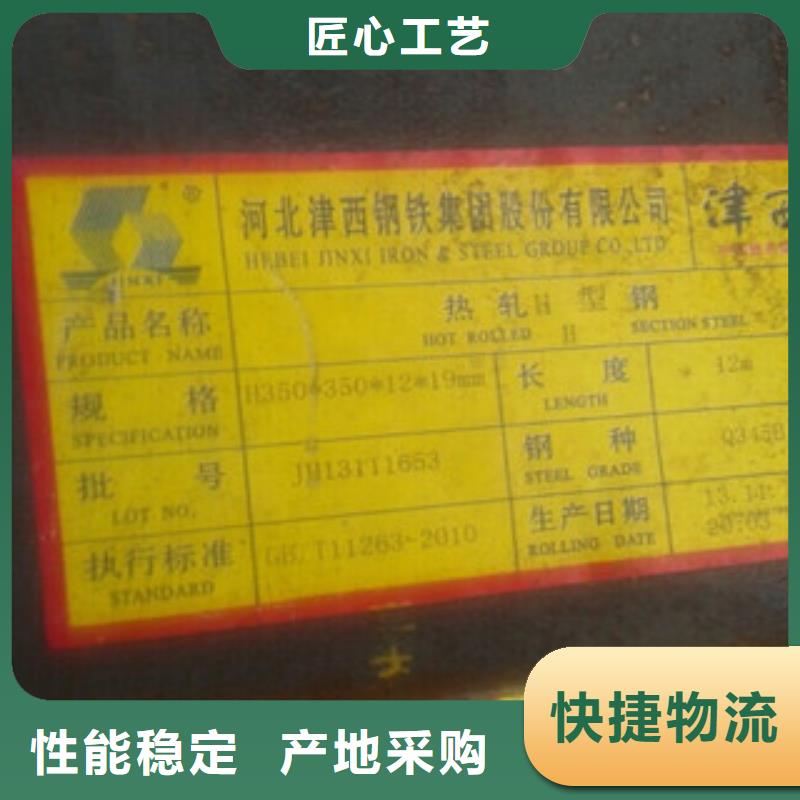 匠心工艺
河北津西钢铁集团股份有限公司 津西
HEBEI JINXI IRON & STEEL GROUP CO.,LTD
®
JINXI
产品名称 热轧H型钢
PRODUCT NAME HOT ROLLED H SECTION STEEL
规格 H350*350*12*19mm 长度 12m
SPECIFICATION LENGTH
批号 钢种 Q345B
LOT NO. STEEL GRADE
执行标准 GB/T11263-2010 生产日期
STANDARD ROLLING DATE
士
快捷物流
性能稳定 产地采购